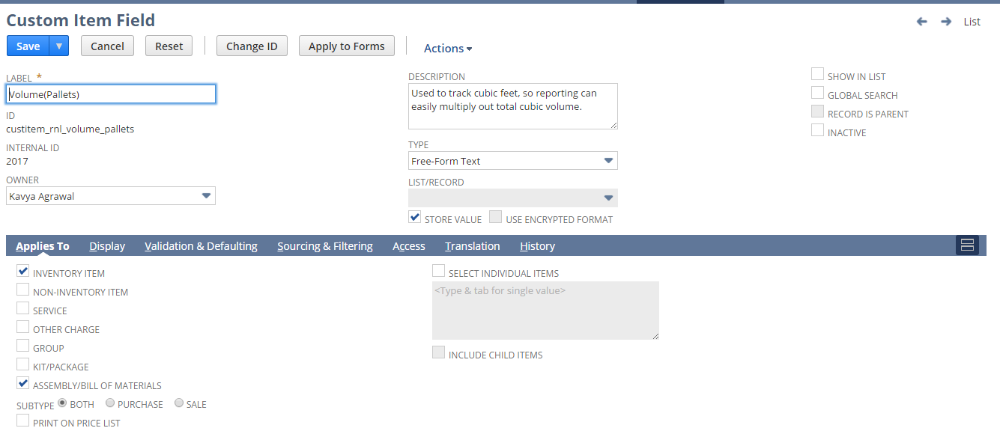 Custom Item Field
List
Save
Cancel
Reset
Change ID
Apply to Forms
Actions
LABEL *
Volume(Pallets)
ID
custitem_rnl_volume_pallets
INTERNAL ID
2017
OWNER
Kavya Agrawal
DESCRIPTION
Used to track cubic feet, so reporting can
easily multiply out total cubic volume.
TYPE
Free-Form Text
LIST/RECORD
STORE VALUE
USE ENCRYPTED FORMAT
SHOW IN LIST
GLOBAL SEARCH
RECORD IS PARENT
INACTIVE
Applies To
Display
Validation & Defaulting
Sourcing & Filtering
Access
Translation
History
INVENTORY ITEM
NON-INVENTORY ITEM
SERVICE
OTHER CHARGE
GROUP
KIT/PACKAGE
ASSEMBLY/BILL OF MATERIALS
SUBTYPE BOTH PURCHASE SALE
PRINT ON PRICE LIST
SELECT INDIVIDUAL ITEMS
<Type & tab for single value>
INCLUDE CHILD ITEMS